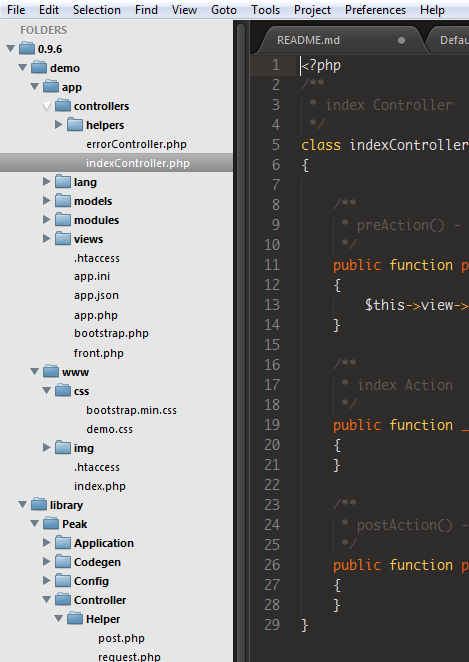 File Edit Selection Find View Goto Tools Project Preferences Help
FOLDERS
0.9.6
demo
app
controllers
helpers
errorController.php
indexController.php
lang
models
modules
views
.htaccess
app.ini
app.json
app.php
bootstrap.php
front.php
www
css
bootstrap.min.css
demo.css
img
.htaccess
index.php
library
Peak
Application
Codegen
Config
Controller
Helper
post.php
request.php
README.md Defau
1 <?php
2 /**
3 * index Controller
4 */
5 class indexController
6 {
7
8 /**
9 * preAction() -
10 */
11 public function p
12 {
13 $this->view->
14 }
15
16 /**
17 * index Action
18 */
19 public function _
20 {
21 }
22
23 /**
24 * postAction() -
25 */
26 public function p
27 {
28 }
29 }